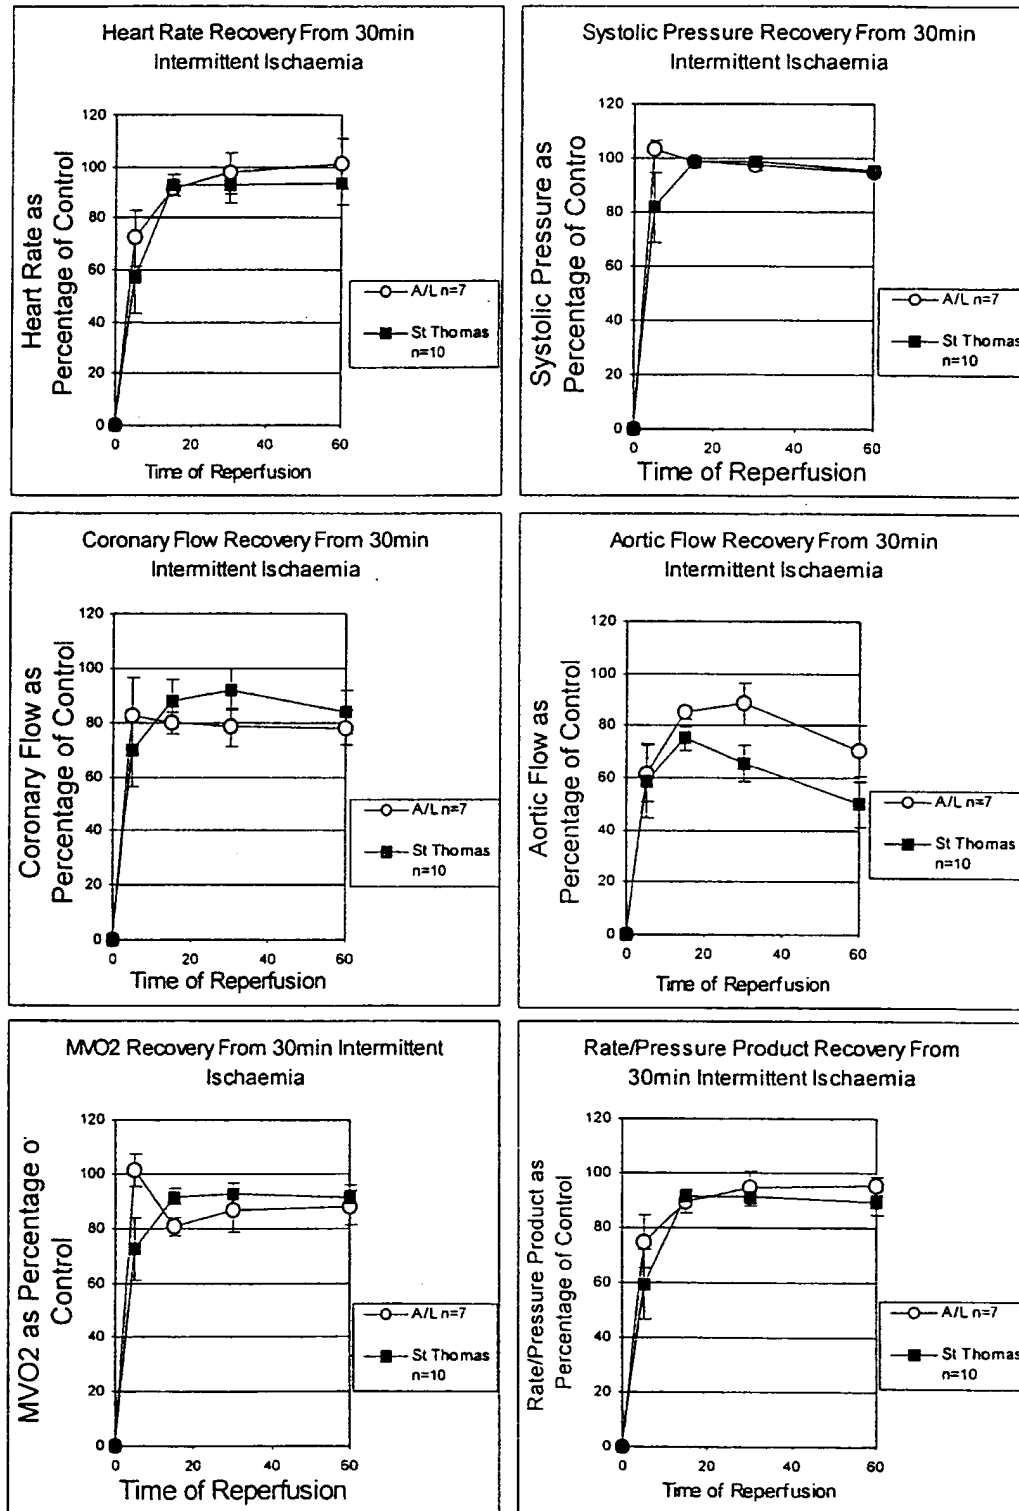 Heart Rate Recovery From 30min
Intermittent Ischaemia
Heart Rate as
Percentage of Control
120
100
80
60
40
20
0
0 20 40 60
Time of Reperfusion
A/L n=7
St Thomas
n=10
Systolic Pressure Recovery From 30min
Intermittent Ischaemia
Systolic Pressure as
Percentage of Contro
120
100
80
60
40
20
0
0 20 40 60
Time of Reperfusion
A/L n=7
St Thomas
n=10
Coronary Flow Recovery From 30min
Intermittent Ischaemia
Coronary Flow as
Percentage of Control
120
100
80
60
40
20
0
0 20 40 60
Time of Reperfusion
A/L n=7
St Thomas
n=10
Aortic Flow Recovery From 30min
Intermittent Ischaemia
Aortic Flow as
Percentage of Control
120
100
80
60
40
20
0
0 20 40 60
Time of Reperfusion
A/L n=7
St Thomas
n=10
MVO2 Recovery From 30min Intermittent
Ischaemia
MVO2 as Percentage o
Control
120
100
80
60
40
20
0
0 20 40 60
Time of Reperfusion
A/L n=7
St Thomas
n=10
Rate/Pressure Product Recovery From
30min Intermittent Ischaemia
Rate/Pressure Product as
Percentage of Control
120
100
80
60
40
20
0
0 20 40 60
Time of Reperfusion
A/L n=7
St Thomas
n=10